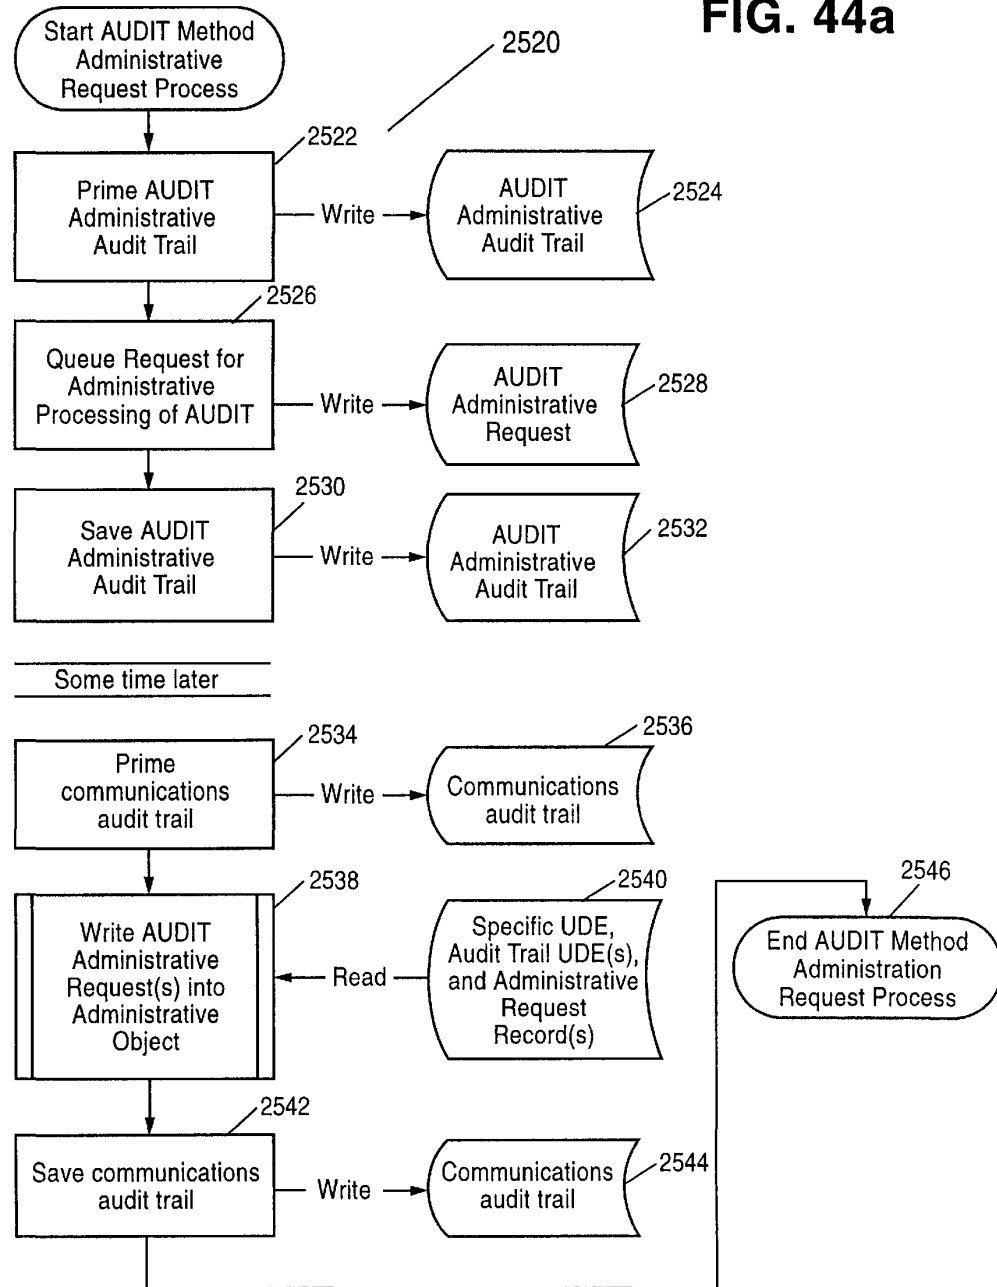 FIG. 44a
Start AUDIT Method
Administrative
Request Process
2520
2522
Prime AUDIT
Administrative
Audit Trail
Write
AUDIT
Administrative
Audit Trail
2524
2526
Queue Request for
Administrative
Processing of AUDIT
Write
AUDIT
Administrative
Request
2528
2530
Save AUDIT
Administrative
Audit Trail
Write
AUDIT
Administrative
Audit Trail
2532
Some time later
2534
Prime
communications
audit trail
Write
2536
Communications
audit trail
2538
Write AUDIT
Administrative
Request(s) into
Administrative
Object
Read
2540
Specific UDE,
Audit Trail UDE(s),
and Administrative
Request
Record(s)
2542
Save communications
audit trail
Write
Communications
audit trail
2544
2546
End AUDIT Method
Administration
Request Process